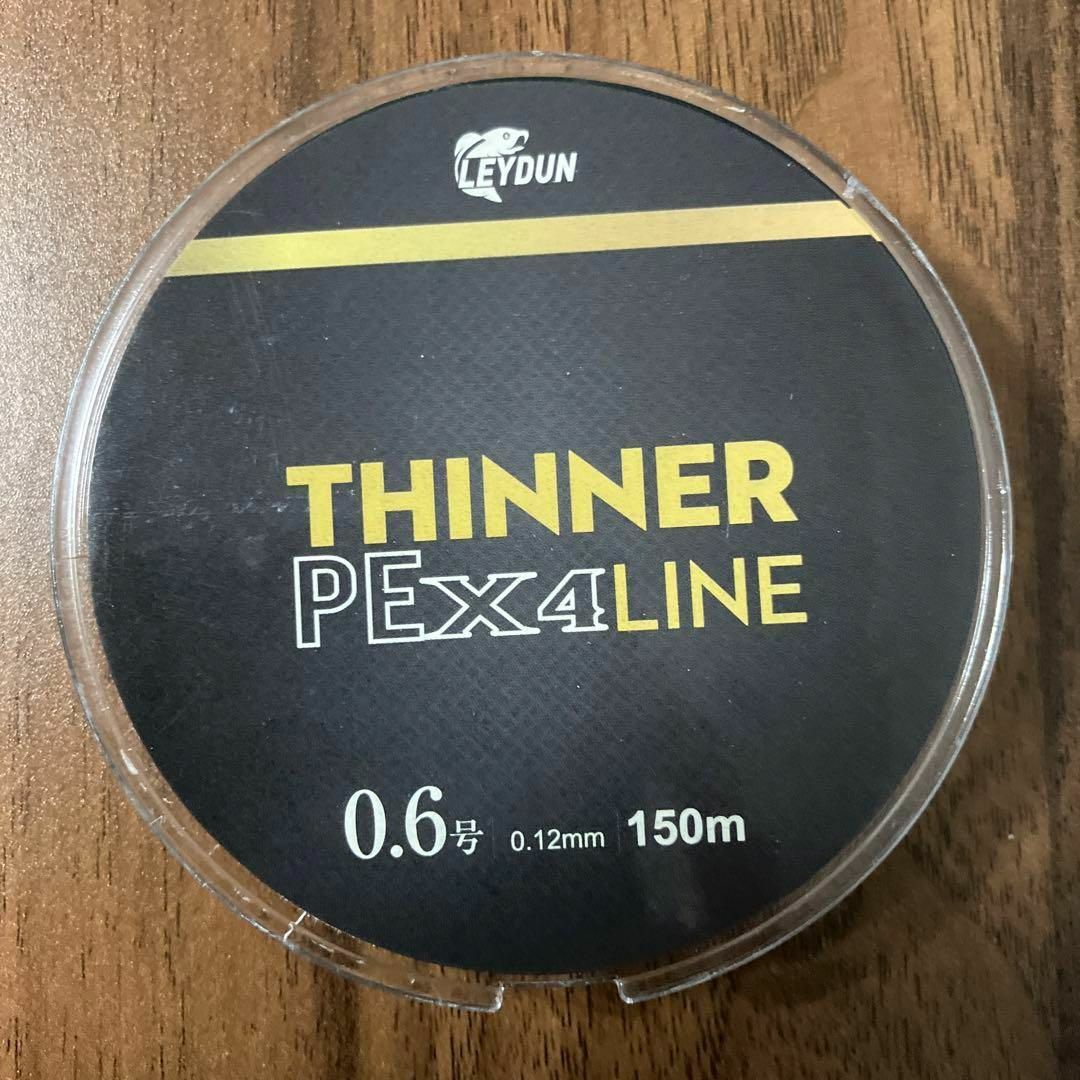 LEYDUN
THINNER
PEX4LINE
0.6号 0.12mm 150m